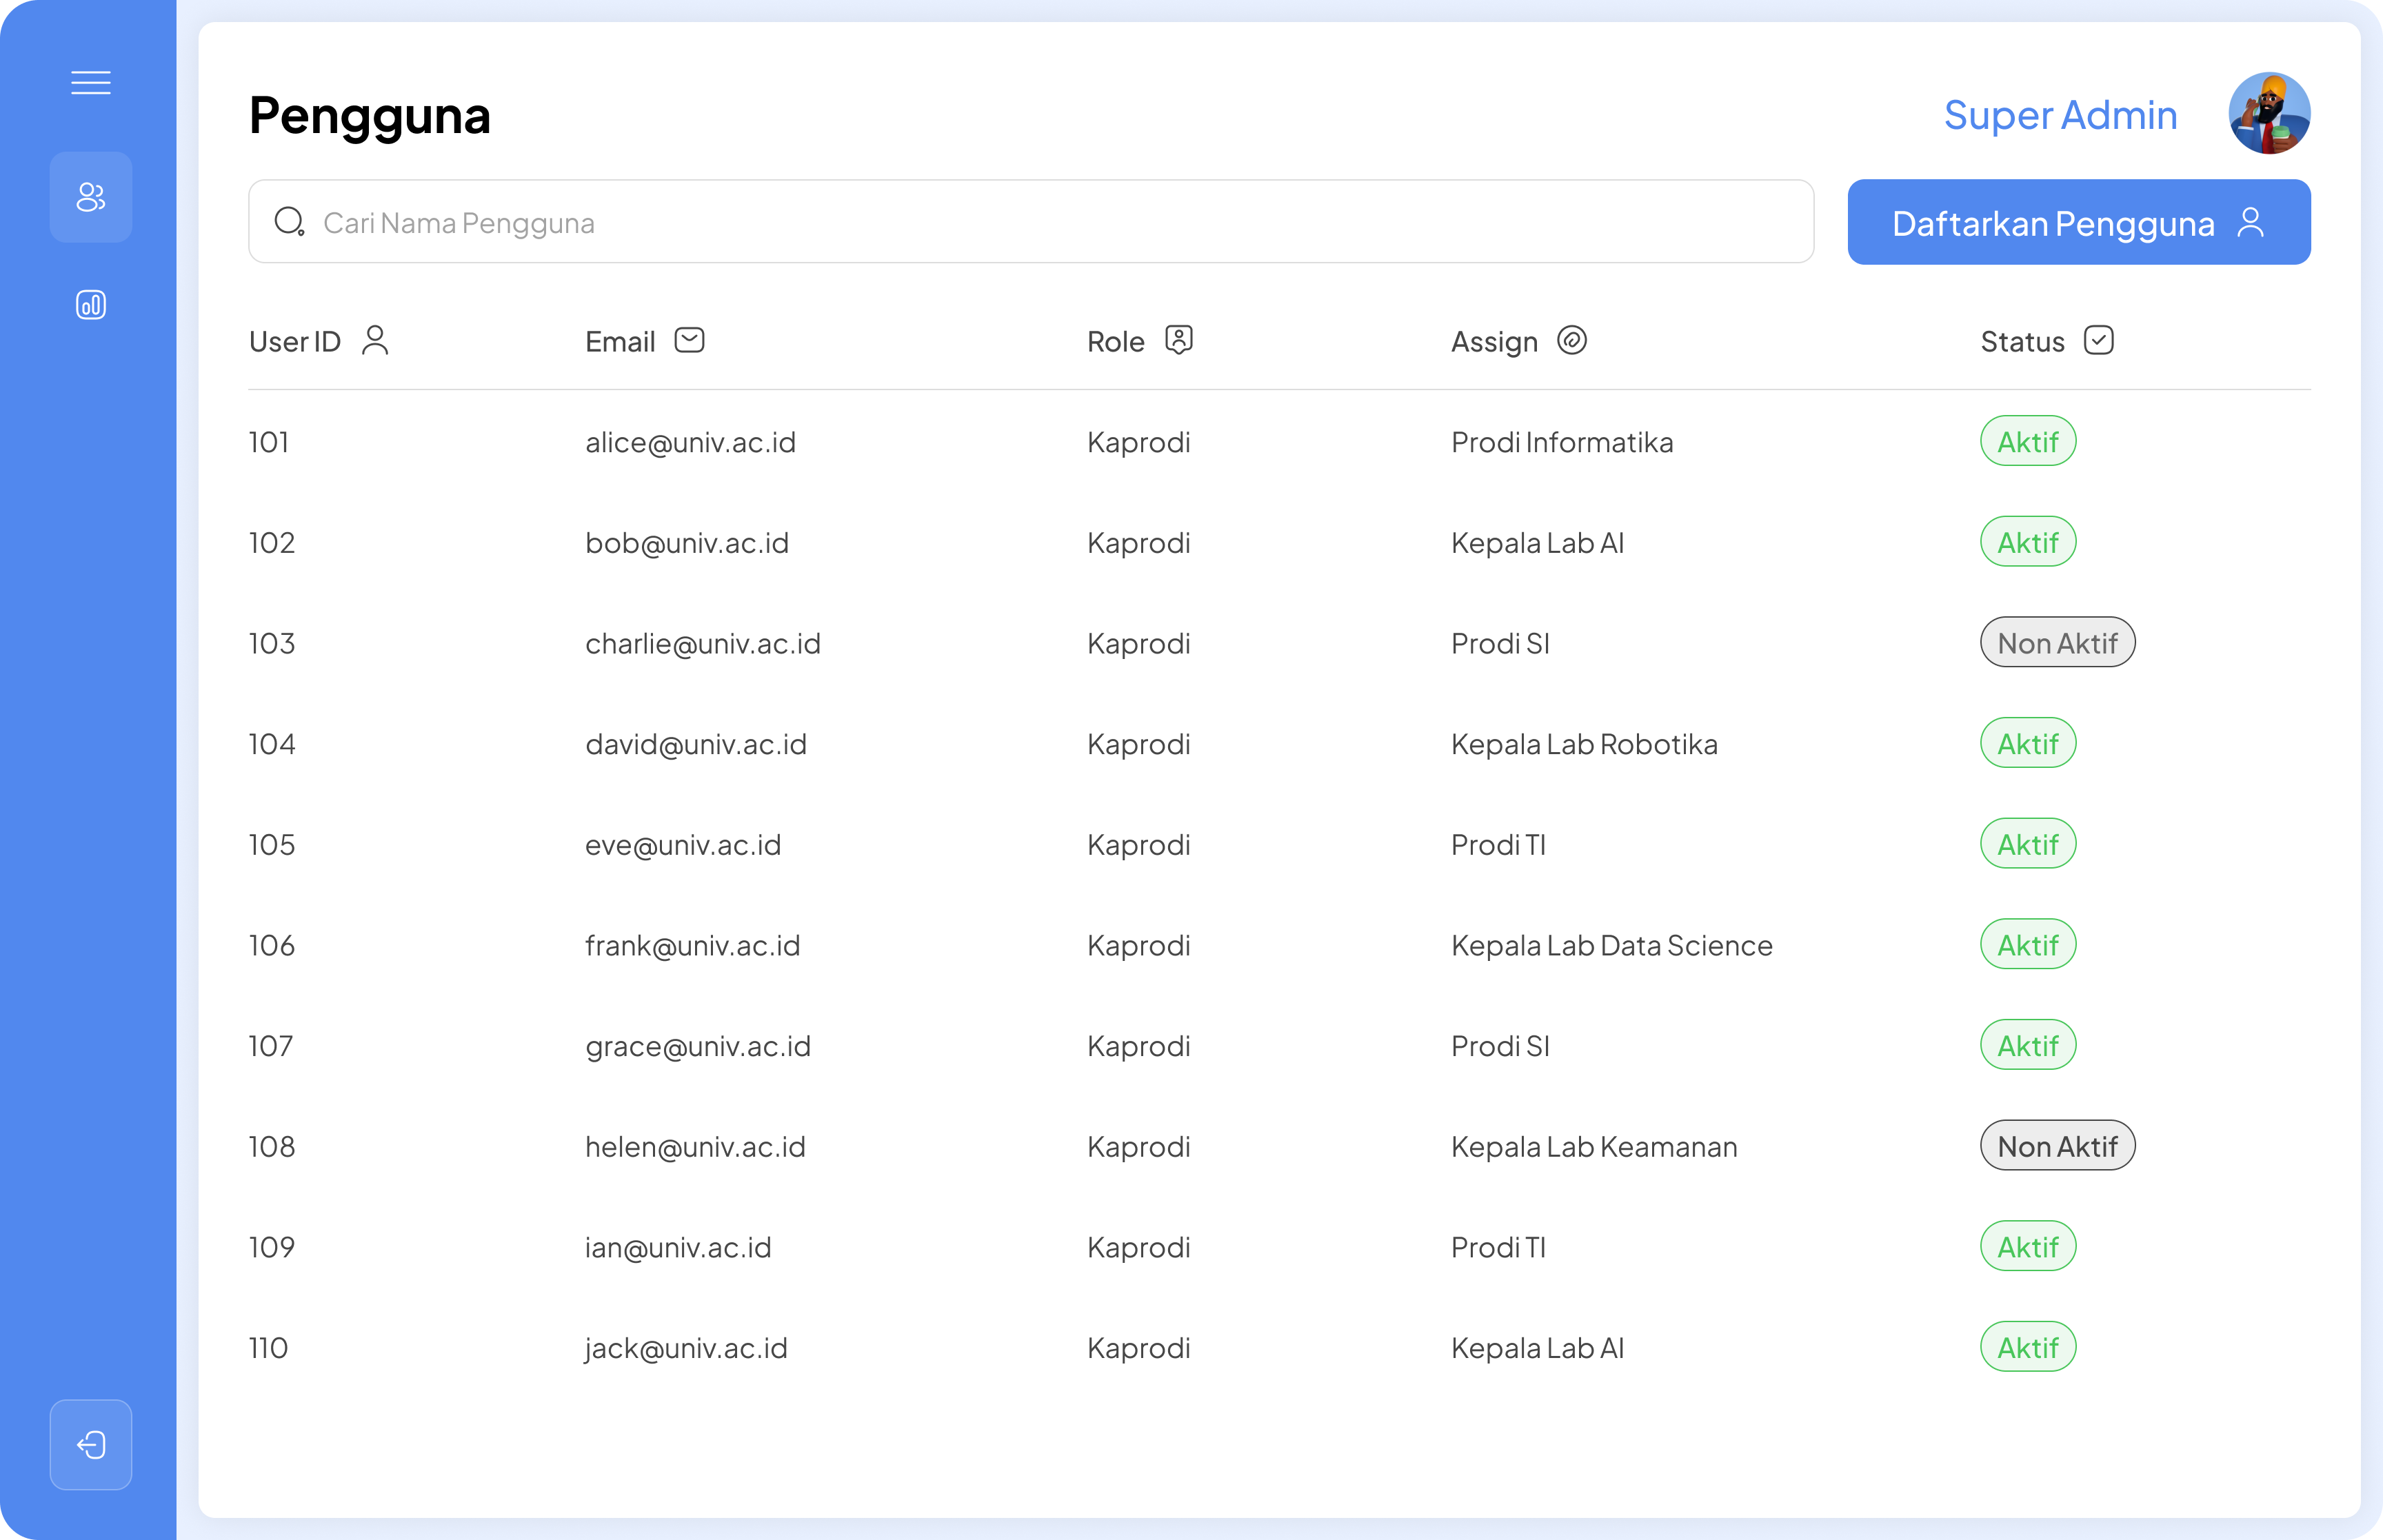 Pengguna
Super Admin
Cari Nama Pengguna
Daftarkan Pengguna
User ID Email Role Assign Status
101 alice@univ.ac.id Kaprodi Prodi Informatika Aktif
102 bob@univ.ac.id Kaprodi Kepala Lab AI Aktif
103 charlie@univ.ac.id Kaprodi Prodi SI Non Aktif
104 david@univ.ac.id Kaprodi Kepala Lab Robotika Aktif
105 eve@univ.ac.id Kaprodi Prodi TI Aktif
106 frank@univ.ac.id Kaprodi Kepala Lab Data Science Aktif
107 grace@univ.ac.id Kaprodi Prodi SI Aktif
108 helen@univ.ac.id Kaprodi Kepala Lab Keamanan Non Aktif
109 ian@univ.ac.id Kaprodi Prodi TI Aktif
110 jack@univ.ac.id Kaprodi Kepala Lab AI Aktif